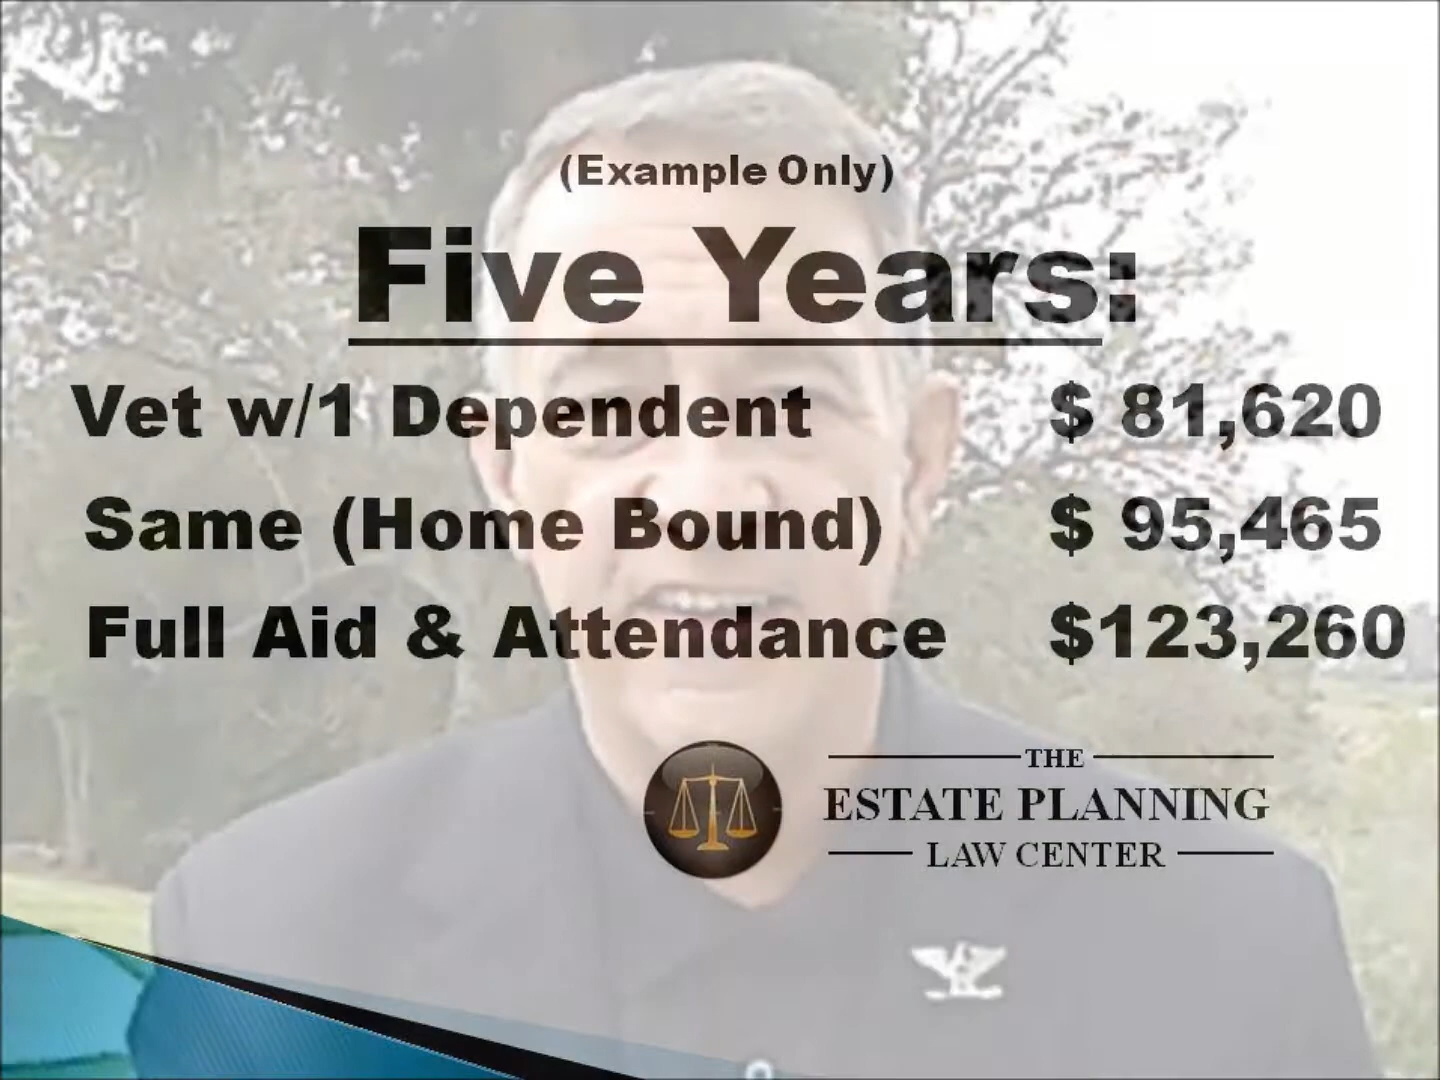 (Example Only)
Five Years:
Vet w/1 Dependent $ 81,620
Same (Home Bound) $ 95,465
Full Aid & Attendance $123,260
THE
ESTATE PLANNING
LAW CENTER